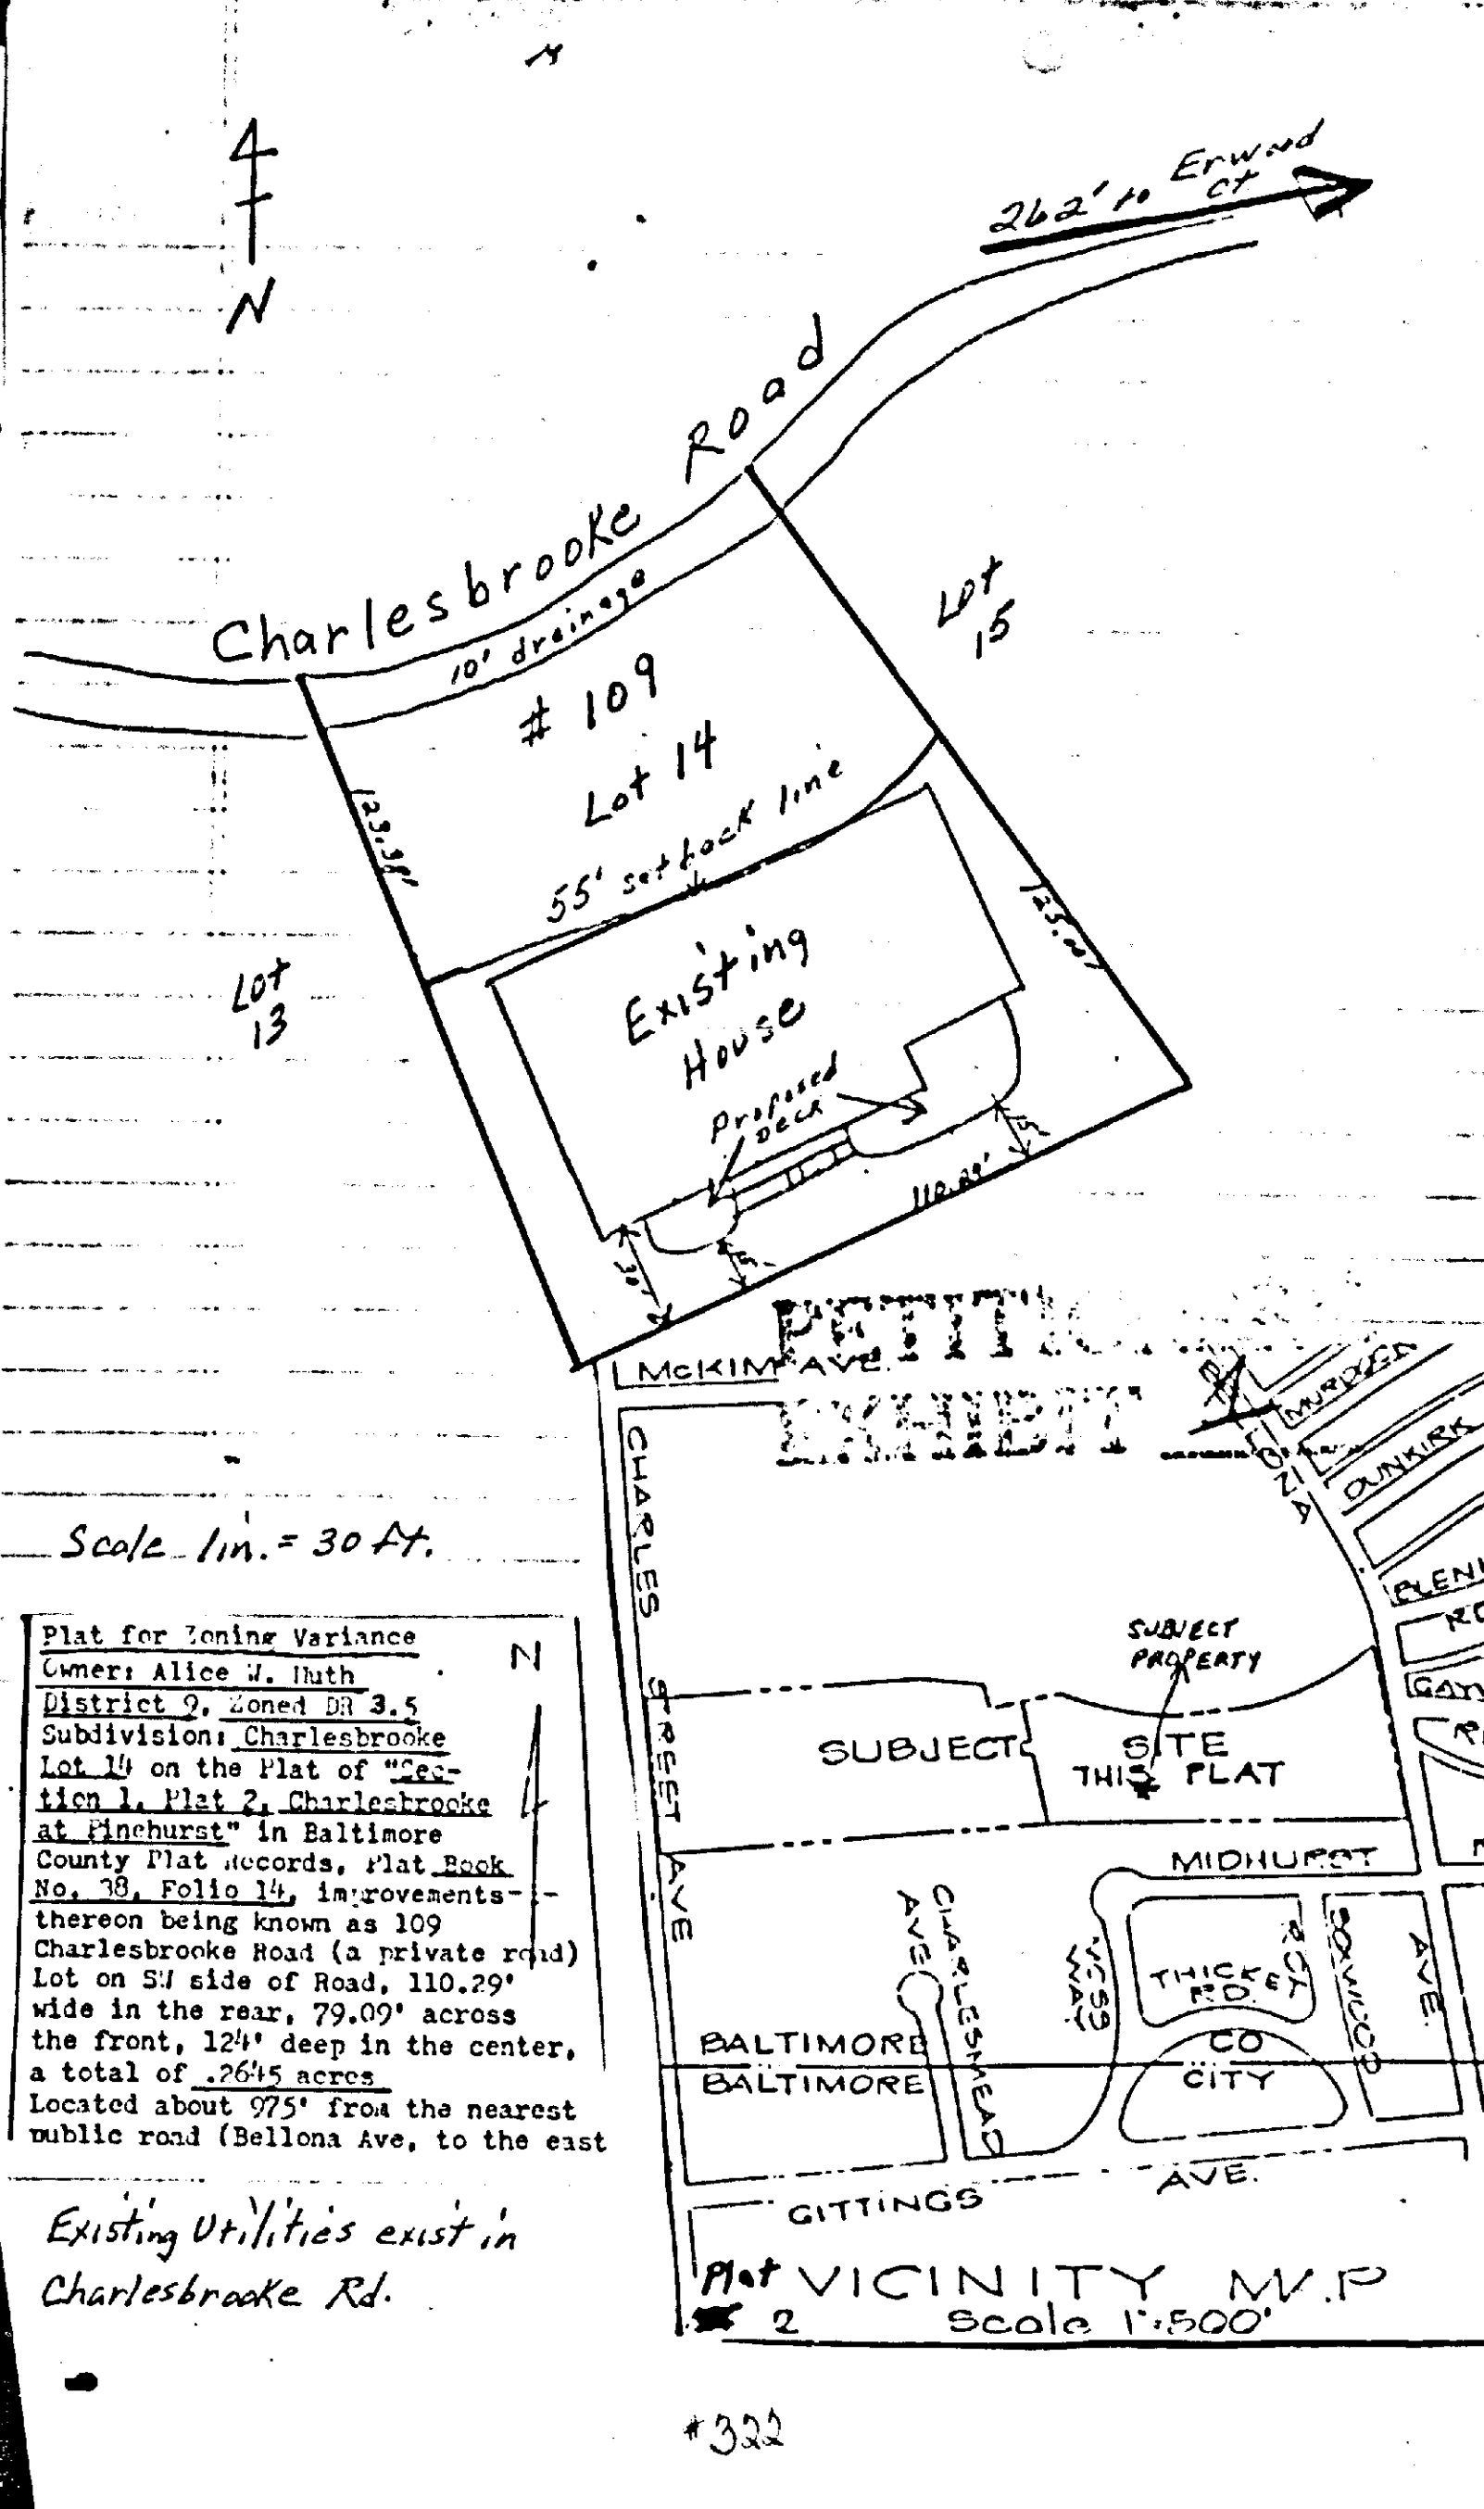 N
262' to Erwood
ct
Charlesbrooke Road
10' drainage
# 109
Lot 14
55' setback line
Lot
15
Lot
13
123.38'
Existing
House
Proposed
Deck
110.29'
30'
PETITIO
EXHIBIT
Scale 1in. = 30 ft.
Plat for Zoning Variance
Owner: Alice W. Huth
District 9, Zoned DR 3.5
Subdivision: Charlesbrooke
Lot 14 on the Plat of "Sec-
tion 1, Plat 2, Charlesbrooke
at Pinehurst" in Baltimore
County Plat Records, Plat Book
No. 38, Folio 14, improvements
thereon being known as 109
Charlesbrooke Road (a private road)
Lot on SW side of Road, 110.29'
wide in the rear, 79.09' across
the front, 124' deep in the center,
a total of .2645 acres
Located about 975' from the nearest
public road (Bellona Ave, to the east
N
Existing Utilities exist in
Charlesbrooke Rd.
McKIM AVE.
CHARLES STREET AVE
DUNKIRK
SUBJECT
PROPERTY
SUBJECT SITE
THIS PLAT
MIDHURST
AVE
CHARLESMEAD
THICKET
RD.
BOXWOOD
AVE.
BALTIMORE CO
BALTIMORE CITY
GITTINGS AVE.
Plat VICINITY
2 Scale 1":500'
#322